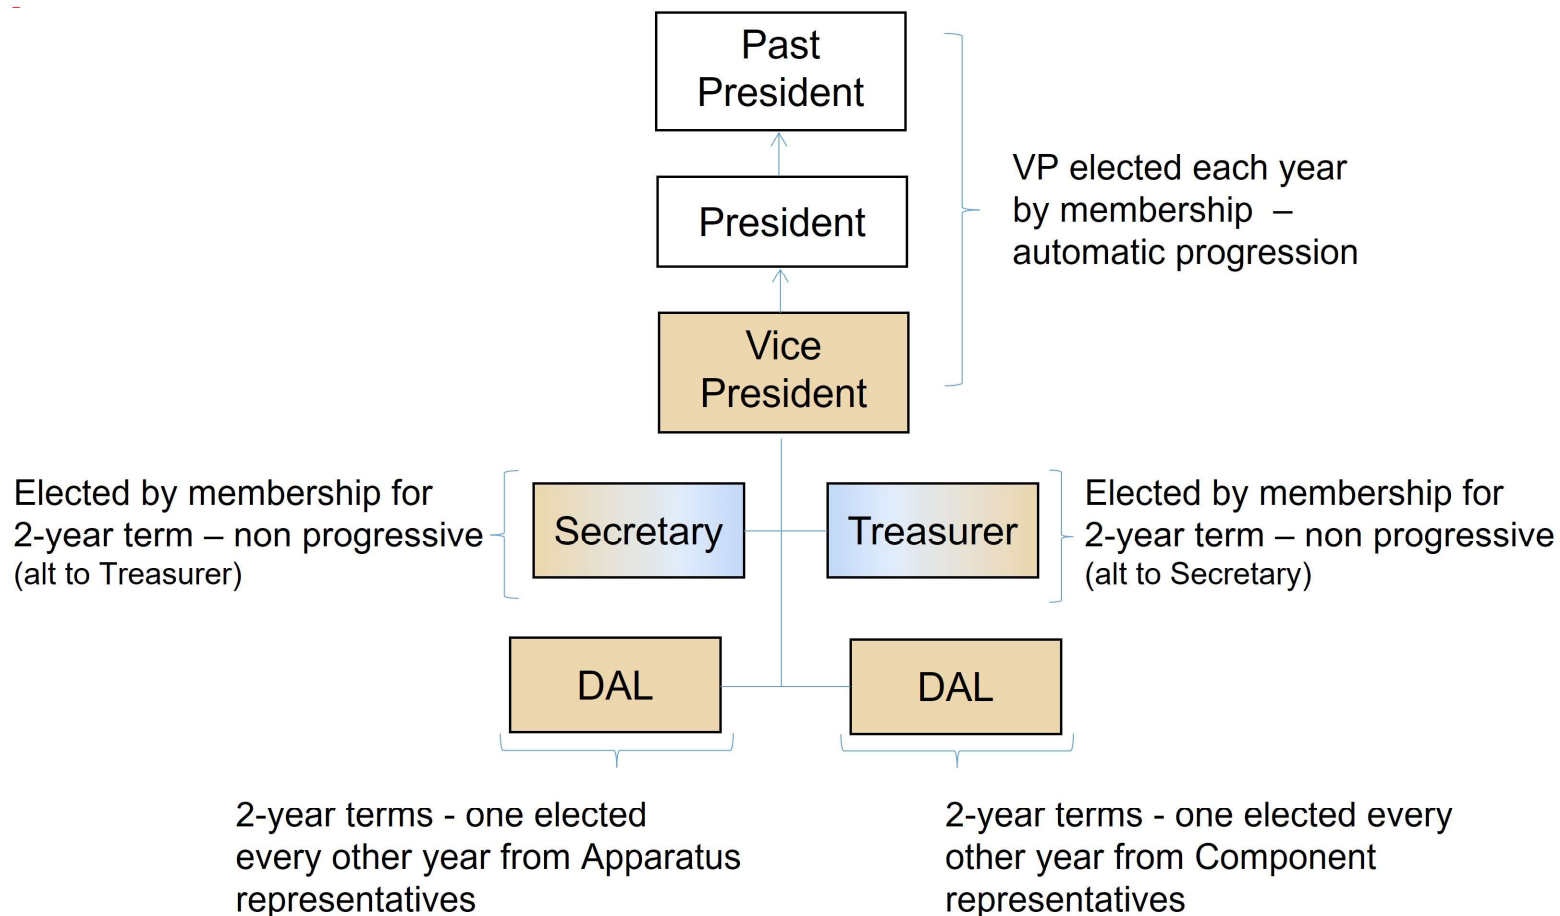 Past
President
President
VP elected each year
by membership –
automatic progression
Vice
President
Elected by membership for
2-year term – non progressive
(alt to Treasurer)
Secretary
Treasurer
Elected by membership for
2-year term – non progressive
(alt to Secretary)
DAL
DAL
2-year terms - one elected
every other year from Apparatus
representatives
2-year terms - one elected every
other year from Component
representatives